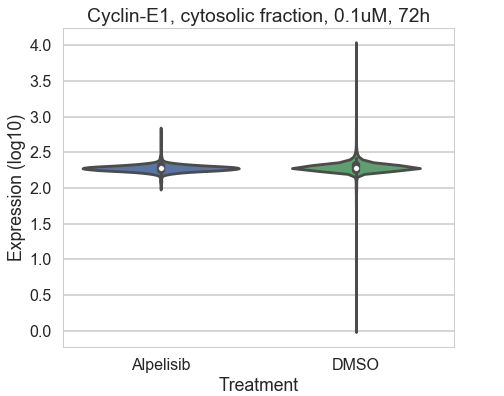 Cyclin-E1, cytosolic fraction, 0.1uM, 72h
Expression (log10)
4.0
3.5
3.0
2.5
2.0
1.5
1.0
0.5
0.0
Alpelisib DMSO
Treatment